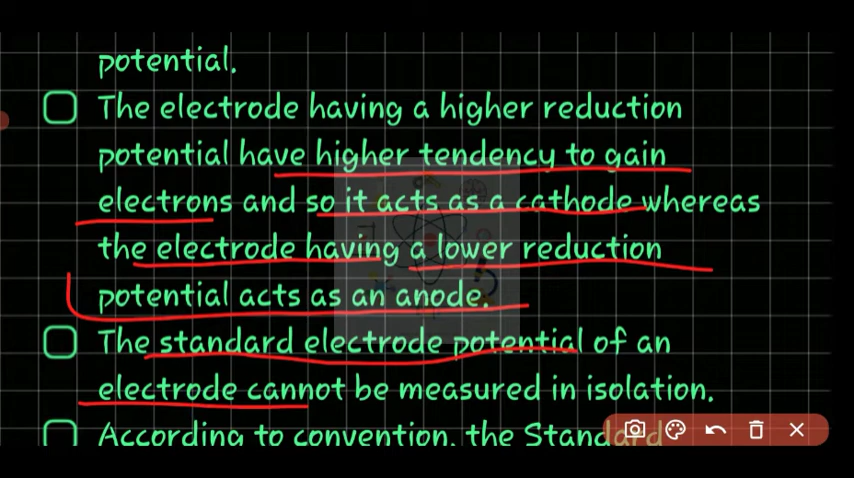 potential.
The electrode having a higher reduction
potential have higher tendency to gain
electrons and so it acts as a cathode whereas
the electrode having a lower reduction
potential acts as an anode.
The standard electrode potential of an
electrode cannot be measured in isolation.
According to convention, the Standard